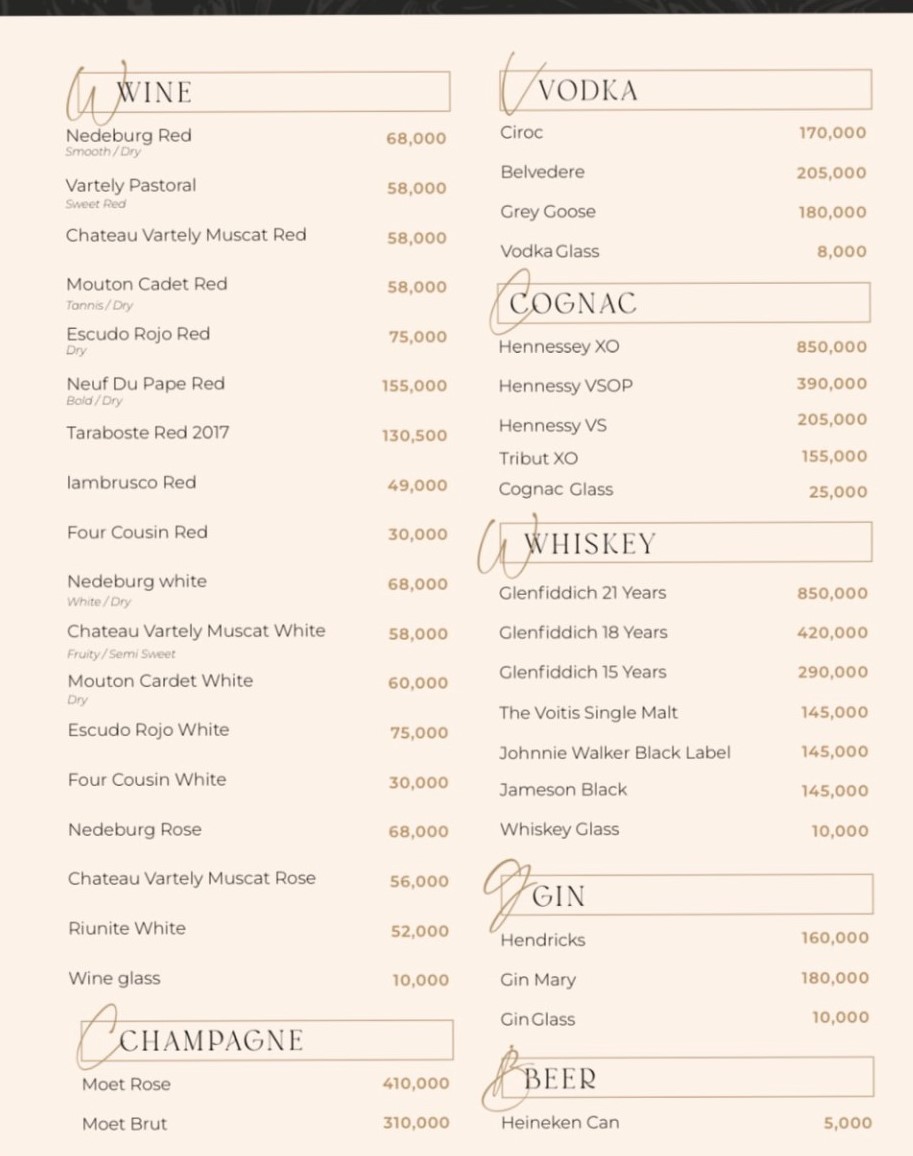 WINE
Nedeburg Red 68,000
Smooth / Dry
Vartely Pastoral 58,000
Sweet Red
Chateau Vartely Muscat Red 58,000
Mouton Cadet Red 58,000
Tannis / Dry
Escudo Rojo Red 75,000
Dry
Neuf Du Pape Red 155,000
Bold / Dry
Taraboste Red 2017 130,500
lambrusco Red 49,000
Four Cousin Red 30,000
Nedeburg white 68,000
White / Dry
Chateau Vartely Muscat White 58,000
Fruity / Semi Sweet
Mouton Cardet White 60,000
Dry
Escudo Rojo White 75,000
Four Cousin White 30,000
Nedeburg Rose 68,000
Chateau Vartely Muscat Rose 56,000
Riunite White 52,000
Wine glass 10,000
CHAMPAGNE
Moet Rose 410,000
Moet Brut 310,000
VODKA
Ciroc 170,000
Belvedere 205,000
Grey Goose 180,000
Vodka Glass 8,000
COGNAC
Hennessey XO 850,000
Hennessy VSOP 390,000
Hennessy VS 205,000
Tribut XO 155,000
Cognac Glass 25,000
WHISKEY
Glenfiddich 21 Years 850,000
Glenfiddich 18 Years 420,000
Glenfiddich 15 Years 290,000
The Voitis Single Malt 145,000
Johnnie Walker Black Label 145,000
Jameson Black 145,000
Whiskey Glass 10,000
GIN
Hendricks 160,000
Gin Mary 180,000
Gin Glass 10,000
BEER
Heineken Can 5,000